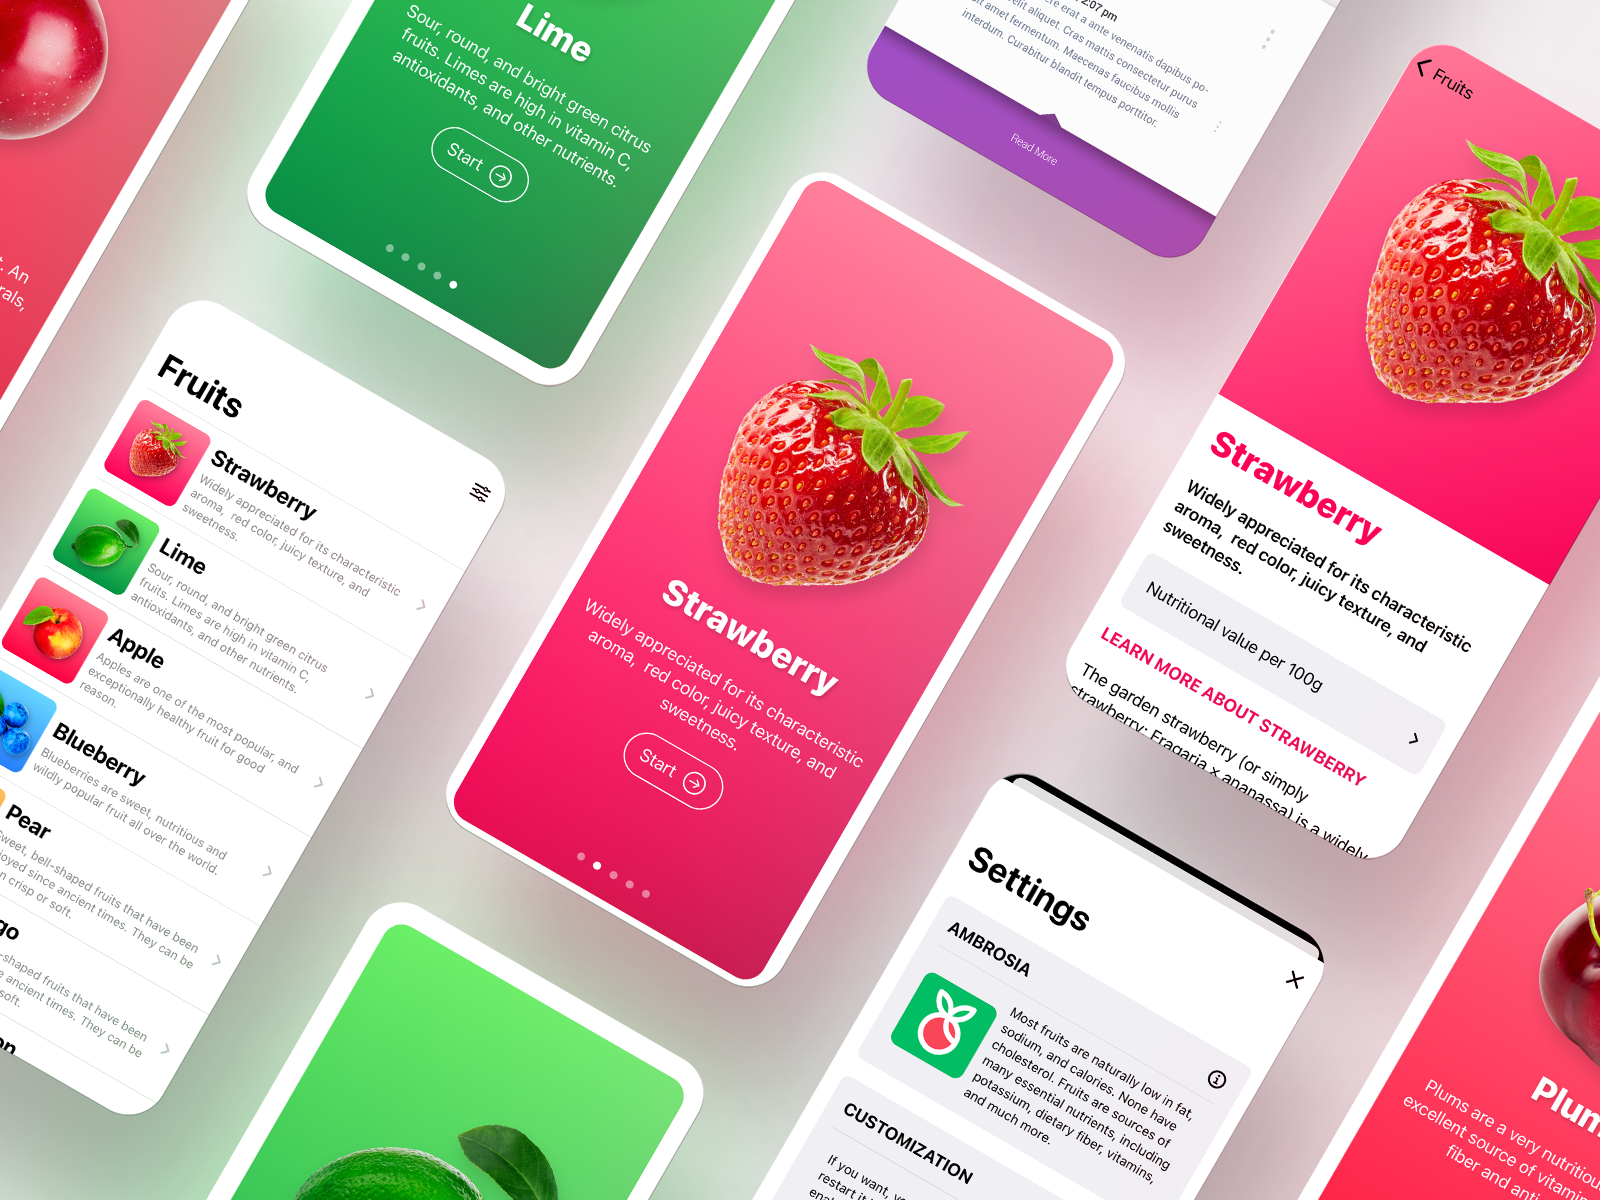 Lime
Sour, round, and bright green citrus
fruits. Limes are high in vitamin C,
antioxidants, and other nutrients.
Start
2:07 pm
erat a ante venenatis dapibus po-
velit aliquet. Cras mattis consectetur purus
sit amet fermentum. Maecenas faucibus mollis
interdum. Curabitur blandit tempus porttitor.
Read More
Fruits
Strawberry
Widely appreciated for its characteristic
aroma, red color, juicy texture, and
sweetness.
Nutritional value per 100g
LEARN MORE ABOUT STRAWBERRY
The garden strawberry (or simply
strawberry; Fragaria × ananassa) is a widely
An
Fruits
Strawberry
Widely appreciated for its characteristic
aroma, red color, juicy texture, and
sweetness.
Lime
Sour, round, and bright green citrus
fruits. Limes are high in vitamin C,
antioxidants, and other nutrients.
Apple
Apples are one of the most popular, and
exceptionally healthy fruit for good
reason.
Blueberry
Blueberries are sweet, nutritious and
wildly popular fruit all over the world.
Pear
Sweet, bell-shaped fruits that have been
since ancient times. They can be
crisp or soft.
go
-shaped fruits that have been
ancient times. They can be
soft.
on
Strawberry
Widely appreciated for its characteristic
aroma, red color, juicy texture, and
sweetness.
Start
Settings
AMBROSIA
Most fruits are naturally low in fat,
sodium, and calories. None have
cholesterol. Fruits are sources of
many essential nutrients, including
potassium, dietary fiber, vitamins,
and much more.
CUSTOMIZATION
If you want,
restart it
Plum
Plums are a very nutritiou
excellent source of vitamin
fiber and anti